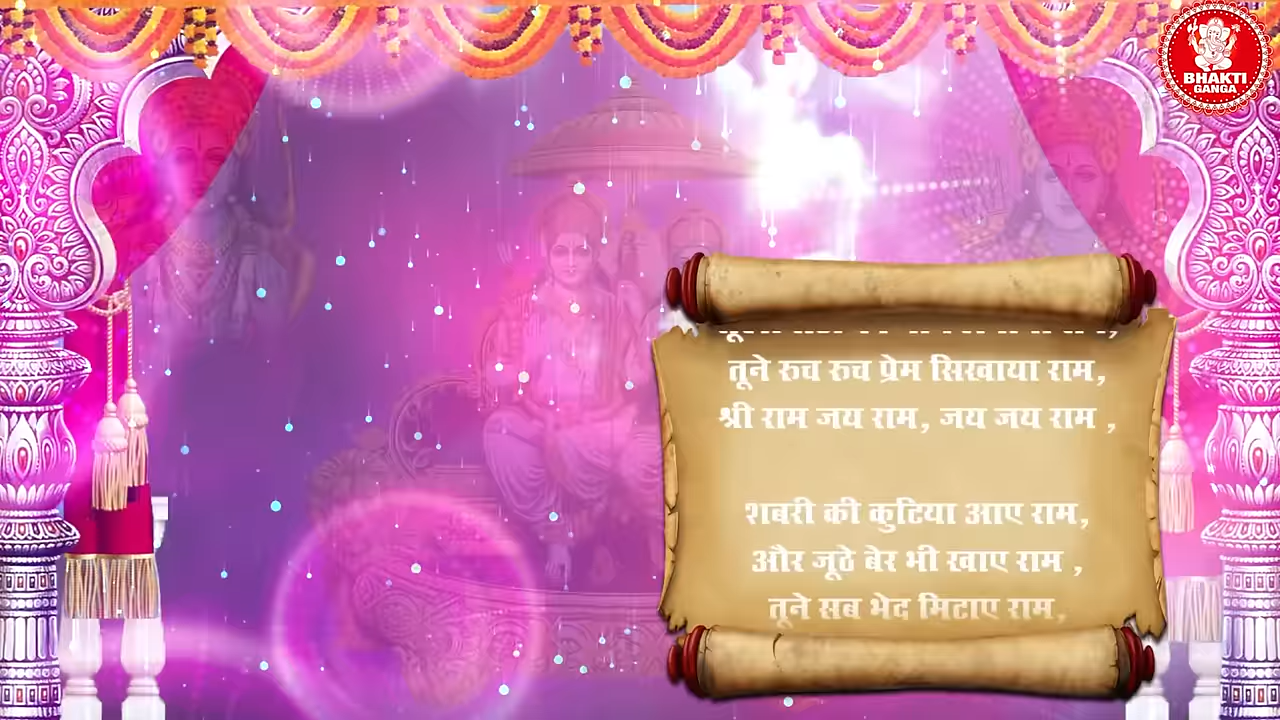 BHAKTI
GANGA
तूने रुच रुच प्रेम सिखाया राम,
श्री राम जय राम, जय जय राम ,
शबरी की कुटिया आए राम,
और जूठे बेर भी खाए राम ,
तूने सब भेद मिटाए राम,